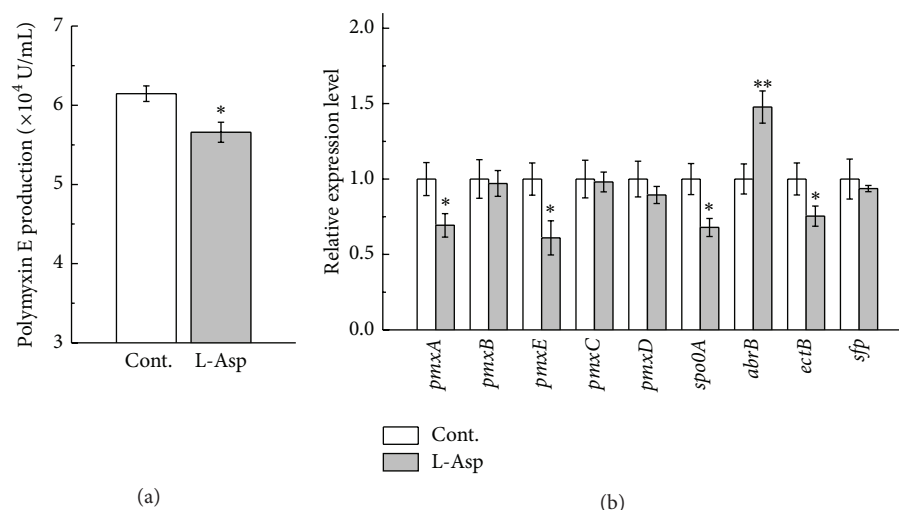 Polymyxin E production (×10⁴ U/mL)
7
6
5
4
3
*
Cont. L-Asp
(a)
Relative expression level
2.0
1.5
1.0
0.5
0.0
* * * ** *
pmxA pmxB pmxE pmxC pmxD spo0A abrB ectB sfp
Cont.
L-Asp
(b)